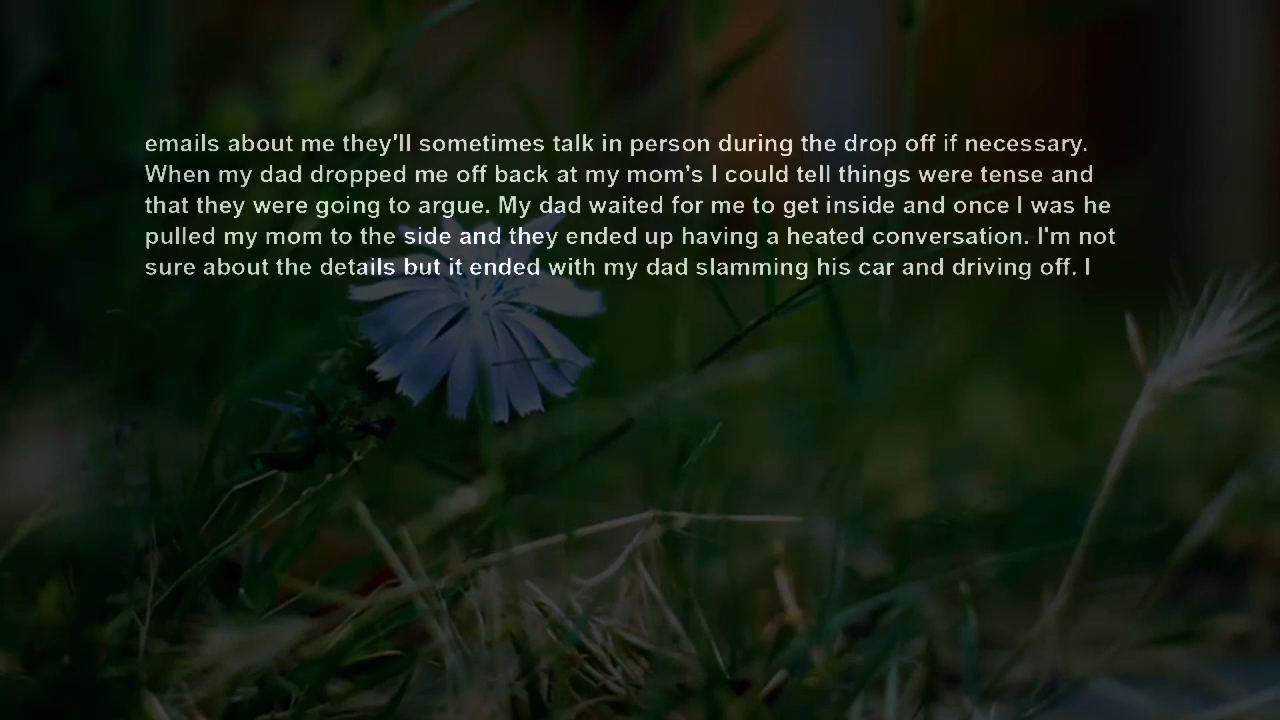 emails about me they'll sometimes talk in person during the drop off if necessary.
When my dad dropped me off back at my mom's I could tell things were tense and
that they were going to argue. My dad waited for me to get inside and once I was he
pulled my mom to the side and they ended up having a heated conversation. I'm not
sure about the details but it ended with my dad slamming his car and driving off. I